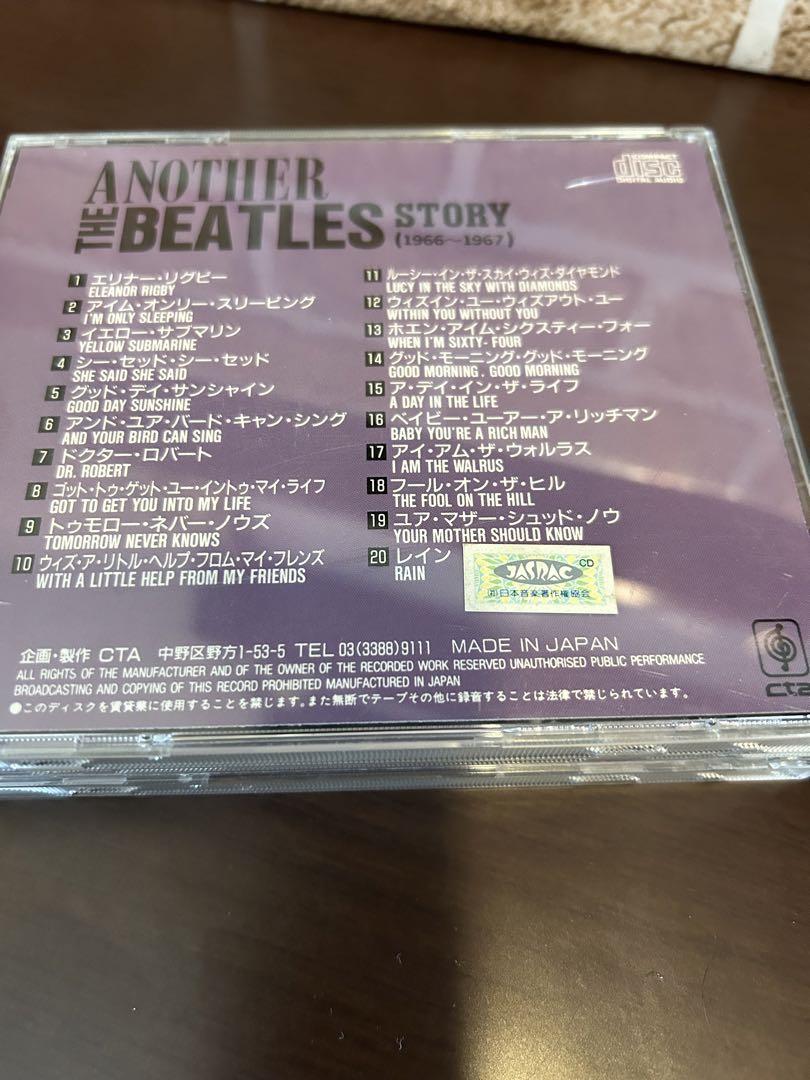 ANOTHER
THE BEATLES STORY
(1966~1967)
COMPACT
disc
DIGITAL AUDIO
1 エリナー・リグビー
ELEANOR RIGBY
2 アイム・オンリー・スリーピング
I'M ONLY SLEEPING
3 イエロー・サブマリン
YELLOW SUBMARINE
4 シー・セッド・シー・セッド
SHE SAID SHE SAID
5 グッド・デイ・サンシャイン
GOOD DAY SUNSHINE
6 アンド・ユア・バード・キャン・シング
AND YOUR BIRD CAN SING
7 ドクター・ロバート
DR. ROBERT
8 ゴット・トゥ・ゲット・ユー・イントゥ・マイ・ライフ
GOT TO GET YOU INTO MY LIFE
9 トゥモロー・ネバー・ノウズ
TOMORROW NEVER KNOWS
10 ウィズ・ア・リトル・ヘルプ・フロム・マイ・フレンズ
WITH A LITTLE HELP FROM MY FRIENDS
11 ルーシー・イン・ザ・スカイ・ウィズ・ダイヤモンド
LUCY IN THE SKY WITH DIAMONDS
12 ウィズイン・ユー・ウィズアウト・ユー
WITHIN YOU WITHOUT YOU
13 ホエン・アイム・シクスティー・フォー
WHEN I'M SIXTY- FOUR
14 グッド・モーニング・グッド・モーニング
GOOD MORNING, GOOD MORNING
15 ア・デイ・イン・ザ・ライフ
A DAY IN THE LIFE
16 ベイビー・ユーアー・ア・リッチマン
BABY YOU'RE A RICH MAN
17 アイ・アム・ザ・ウォルラス
I AM THE WALRUS
18 フール・オン・ザ・ヒル
THE FOOL ON THE HILL
19 ユア・マザー・シュッド・ノウ
YOUR MOTHER SHOULD KNOW
20 レイン
RAIN
JASRAC CD
(社)日本音楽著作権協会
企画・製作 CTA 中野区野方1-53-5 TEL 03(3388)9111 MADE IN JAPAN
ALL RIGHTS OF THE MANUFACTURER AND OF THE OWNER OF THE RECORDED WORK RESERVED UNAUTHORISED PUBLIC PERFORMANCE
BROADCASTING AND COPYING OF THIS RECORD PROHIBITED MANUFACTURED IN JAPAN
●このディスクを賃貸業に使用することを禁じます。また無断でテープその他に録音することは法律で禁じられています。
cta